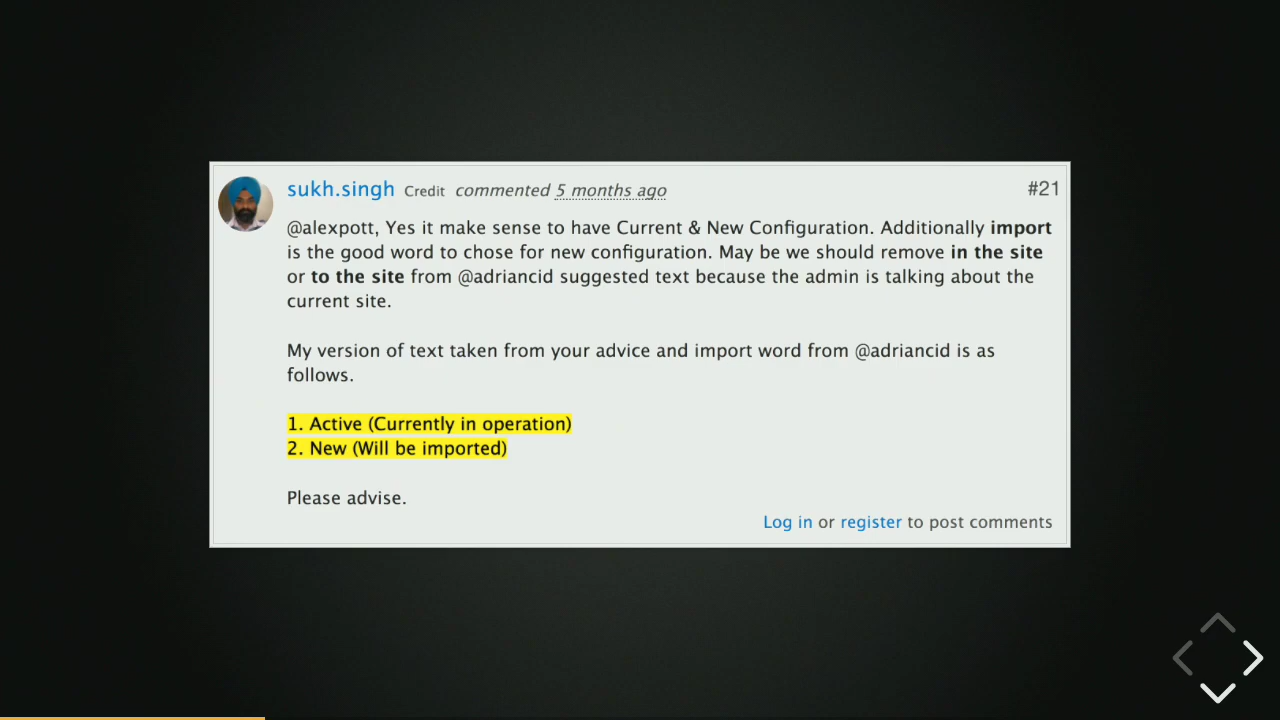 sukh.singh Credit commented 5 months ago #21
@alexpott, Yes it make sense to have Current & New Configuration. Additionally import
is the good word to chose for new configuration. May be we should remove in the site
or to the site from @adriancid suggested text because the admin is talking about the
current site.
My version of text taken from your advice and import word from @adriancid is as
follows.
1. Active (Currently in operation)
2. New (Will be imported)
Please advise.
Log in or register to post comments